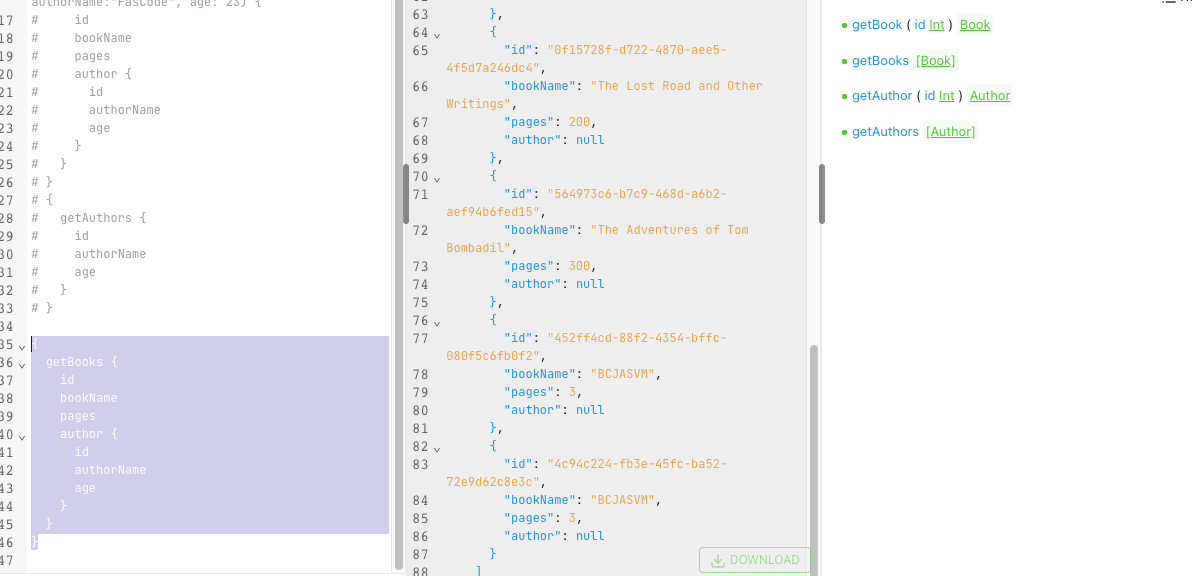 authorName:"FasCode", age: 23) {
17 # id
18 # bookName
19 # pages
20 # author {
21 # id
22 # authorName
23 # age
24 # }
25 # }
26 # }
27 # {
28 # getAuthors {
29 # id
30 # authorName
31 # age
32 # }
33 # }
34
35 {
36 getBooks {
37 id
38 bookName
39 pages
40 author {
41 id
42 authorName
43 age
44 }
45 }
46 }
47
63 },
64 {
65 "id": "0f15728f-d722-4870-aee5-
4f5d7a246dc4",
66 "bookName": "The Lost Road and Other
Writings",
67 "pages": 200,
68 "author": null
69 },
70 {
71 "id": "564973c6-b7c9-468d-a6b2-
aef94b6fed15",
72 "bookName": "The Adventures of Tom
Bombadil",
73 "pages": 300,
74 "author": null
75 },
76 {
77 "id": "452ff4cd-88f2-4354-bffc-
080f5c6fb0f2",
78 "bookName": "BCJASVM",
79 "pages": 3,
80 "author": null
81 },
82 {
83 "id": "4c94c224-fb3e-45fc-ba52-
72e9d62c8e3c",
84 "bookName": "BCJASVM",
85 "pages": 3,
86 "author": null
87 }
88 ]
DOWNLOAD
getBook ( id Int ) Book
getBooks [Book]
getAuthor ( id Int ) Author
getAuthors [Author]